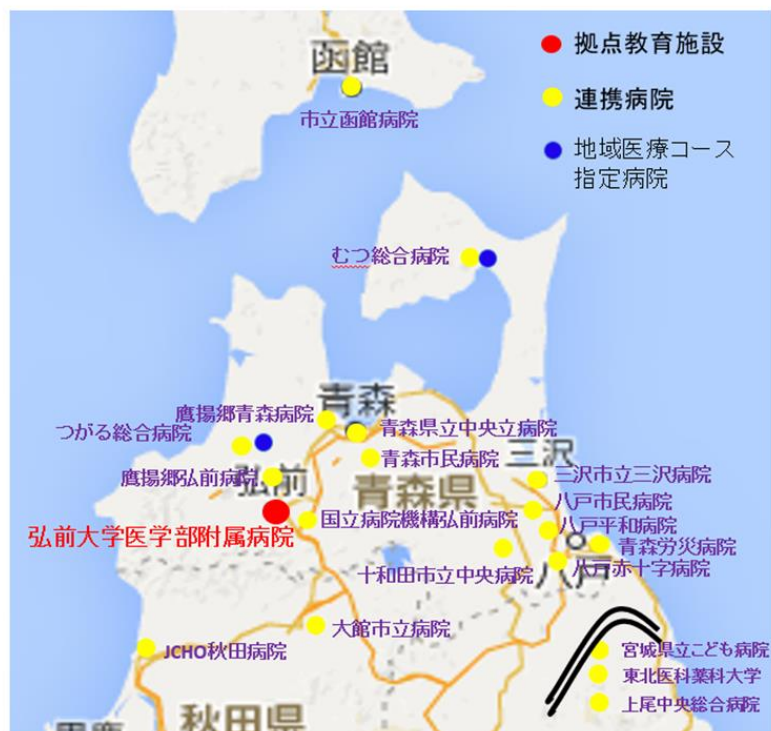 函館
拠点教育施設
連携病院
市立函館病院
地域医療コース
指定病院
むつ総合病院
青森
鷹揚郷青森病院
つがる総合病院
青森県立中央立病院
青森市民病院
三沢
鷹揚郷弘前病院
弘前
青森県
三沢市立三沢病院
八戸市民病院
国立病院機構弘前病院
八戸平和病院
弘前大学医学部附属病院
青森労災病院
八戸
八戸赤十字病院
十和田市立中央病院
大館市立病院
JCHO秋田病院
宮城県立こども病院
東北医科薬科大学
上尾中央総合病院
秋田県